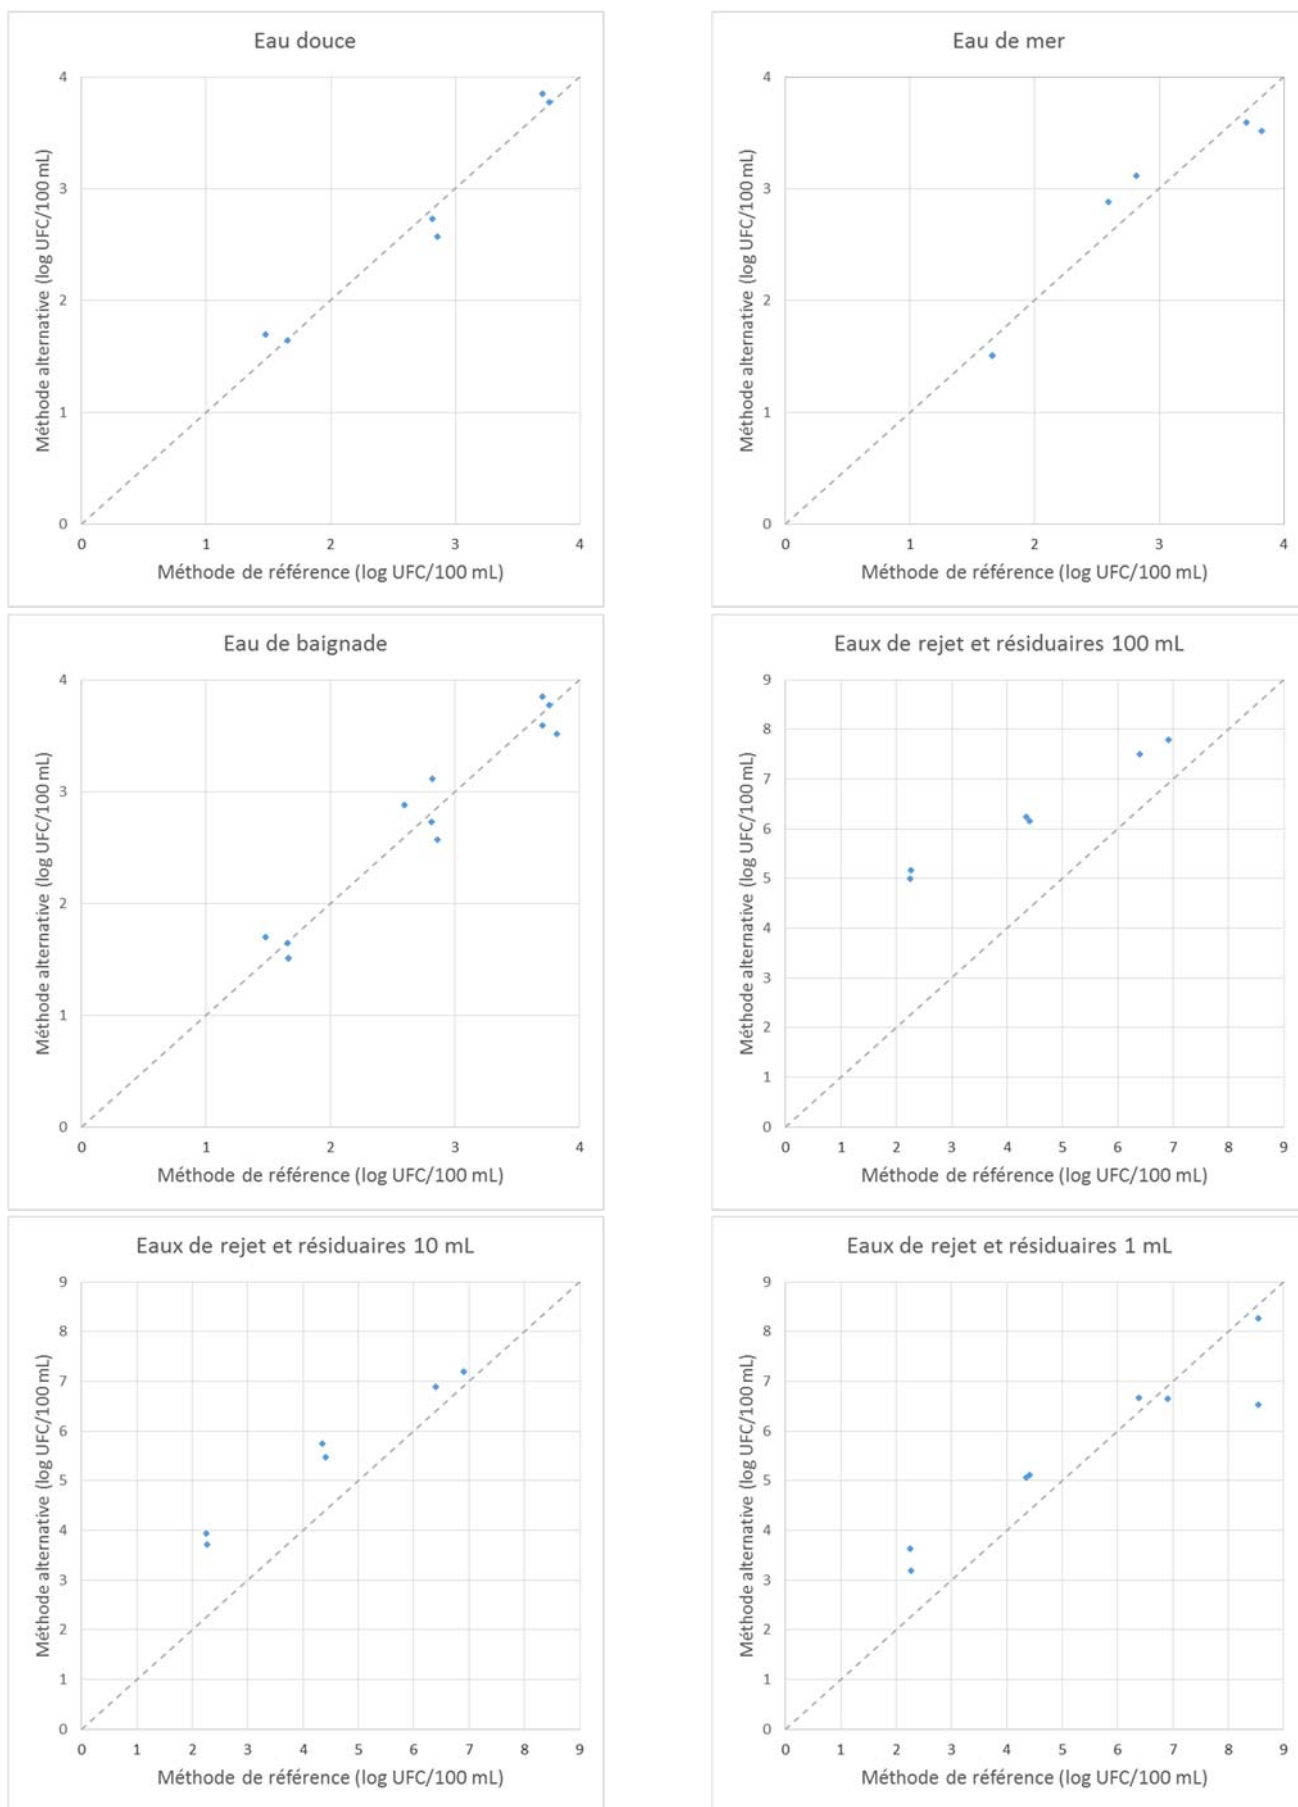 Eau douce
Méthode alternative (log UFC/100 mL)
4
3
2
1
0
0 1 2 3 4
Méthode de référence (log UFC/100 mL)
Eau de mer
Méthode alternative (log UFC/100 mL)
4
3
2
1
0
0 1 2 3 4
Méthode de référence (log UFC/100 mL)
Eau de baignade
Méthode alternative (log UFC/100 mL)
4
3
2
1
0
0 1 2 3 4
Méthode de référence (log UFC/100 mL)
Eaux de rejet et résiduaires 100 mL
Méthode alternative (log UFC/100 mL)
9
8
7
6
5
4
3
2
1
0
0 1 2 3 4 5 6 7 8 9
Méthode de référence (log UFC/100 mL)
Eaux de rejet et résiduaires 10 mL
Méthode alternative (log UFC/100 mL)
9
8
7
6
5
4
3
2
1
0
0 1 2 3 4 5 6 7 8 9
Méthode de référence (log UFC/100 mL)
Eaux de rejet et résiduaires 1 mL
Méthode alternative (log UFC/100 mL)
9
8
7
6
5
4
3
2
1
0
0 1 2 3 4 5 6 7 8 9
Méthode de référence (log UFC/100 mL)